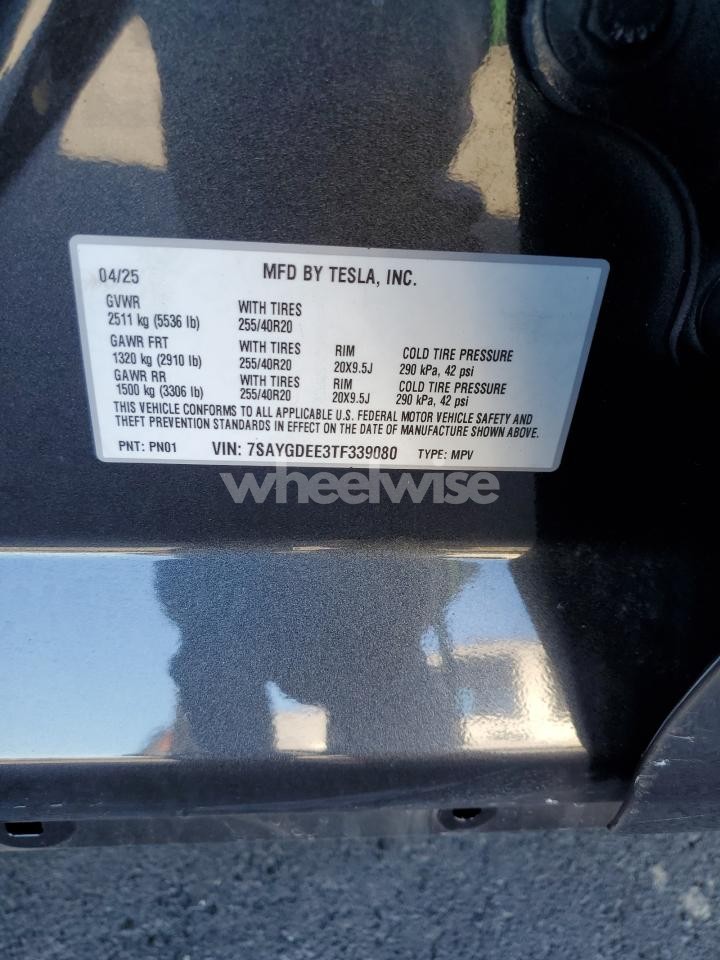 04/25 MFD BY TESLA, INC.
GVWR WITH TIRES
2511 kg (5536 lb) 255/40R20
GAWR FRT WITH TIRES RIM COLD TIRE PRESSURE
1320 kg (2910 lb) 255/40R20 20X9.5J 290 kPa, 42 psi
GAWR RR WITH TIRES RIM COLD TIRE PRESSURE
1500 kg (3306 lb) 255/40R20 20X9.5J 290 kPa, 42 psi
THIS VEHICLE CONFORMS TO ALL APPLICABLE U.S. FEDERAL MOTOR VEHICLE SAFETY AND
THEFT PREVENTION STANDARDS IN EFFECT ON THE DATE OF MANUFACTURE SHOWN ABOVE.
PNT: PN01 VIN: 7SAYGDEE3TF339080 TYPE: MPV
wheelwise